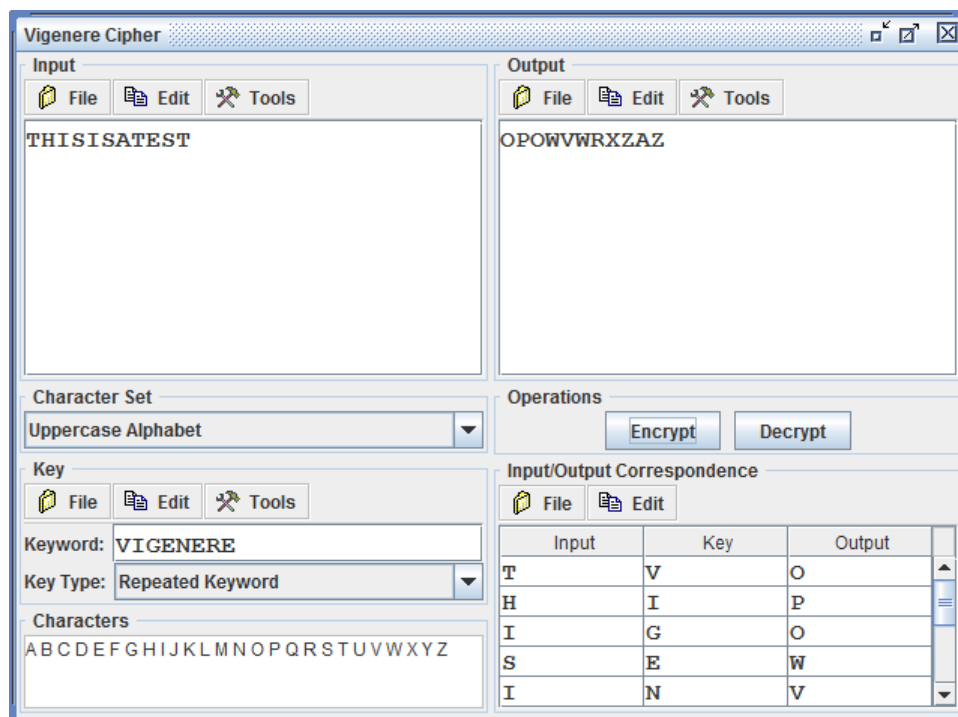 Vigenere Cipher
Input
File Edit Tools
THISISATEST
Output
File Edit Tools
OPOWVWRXZAZ
Character Set
Uppercase Alphabet
Operations
Encrypt Decrypt
Key
File Edit Tools
Keyword: VIGENERE
Key Type: Repeated Keyword
Characters
ABCDEFGHIJKLMNOPQRSTUVWXYZ
Input/Output Correspondence
File Edit
Input Key Output
T V O
H I P
I G O
S E W
I N V